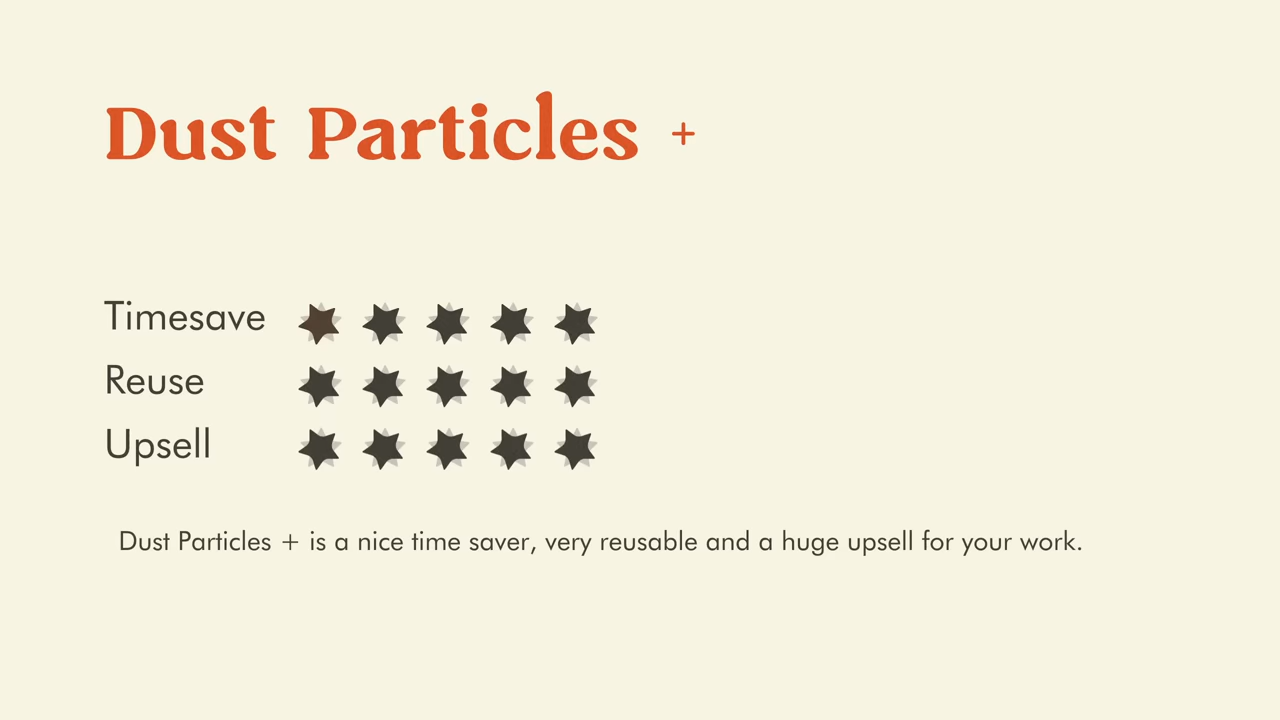 Dust Particles +
Timesave
Reuse
Upsell
Dust Particles + is a nice time saver, very reusable and a huge upsell for your work.